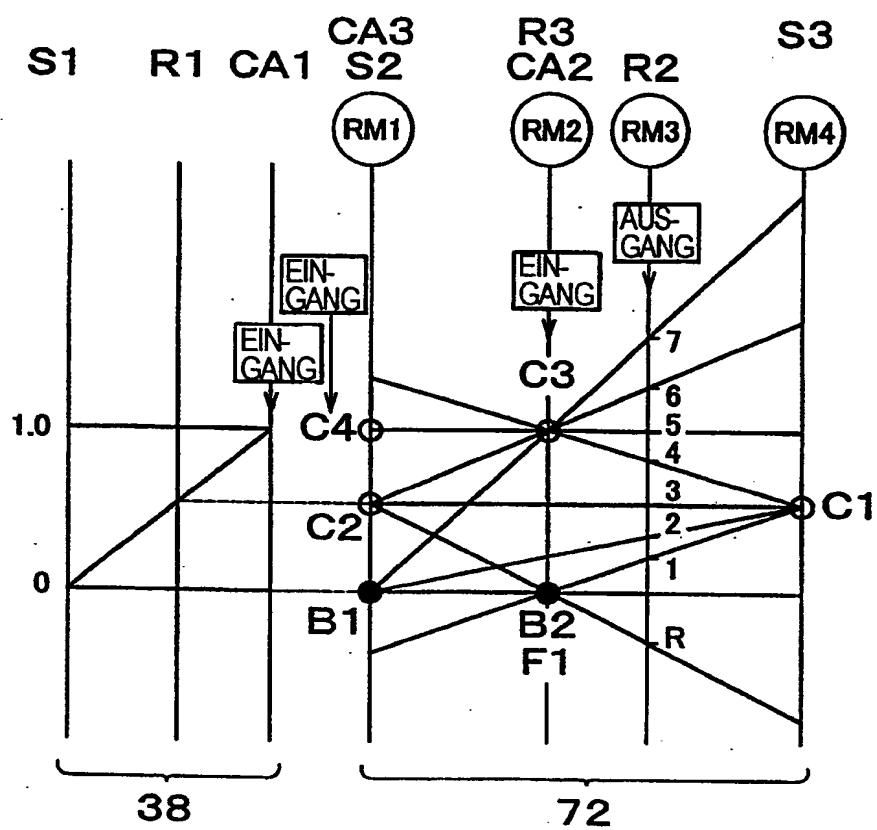 CA3 R3 S3
S1 R1 CA1 S2 CA2 R2
RM1 RM2 RM3 RM4
AUS-
GANG
EIN-
GANG
EIN-
GANG
EIN-
GANG
7
C3
6
1.0 C4 5
4
3
C2 C1
2
0 1
B1 B2 R
F1
38 72